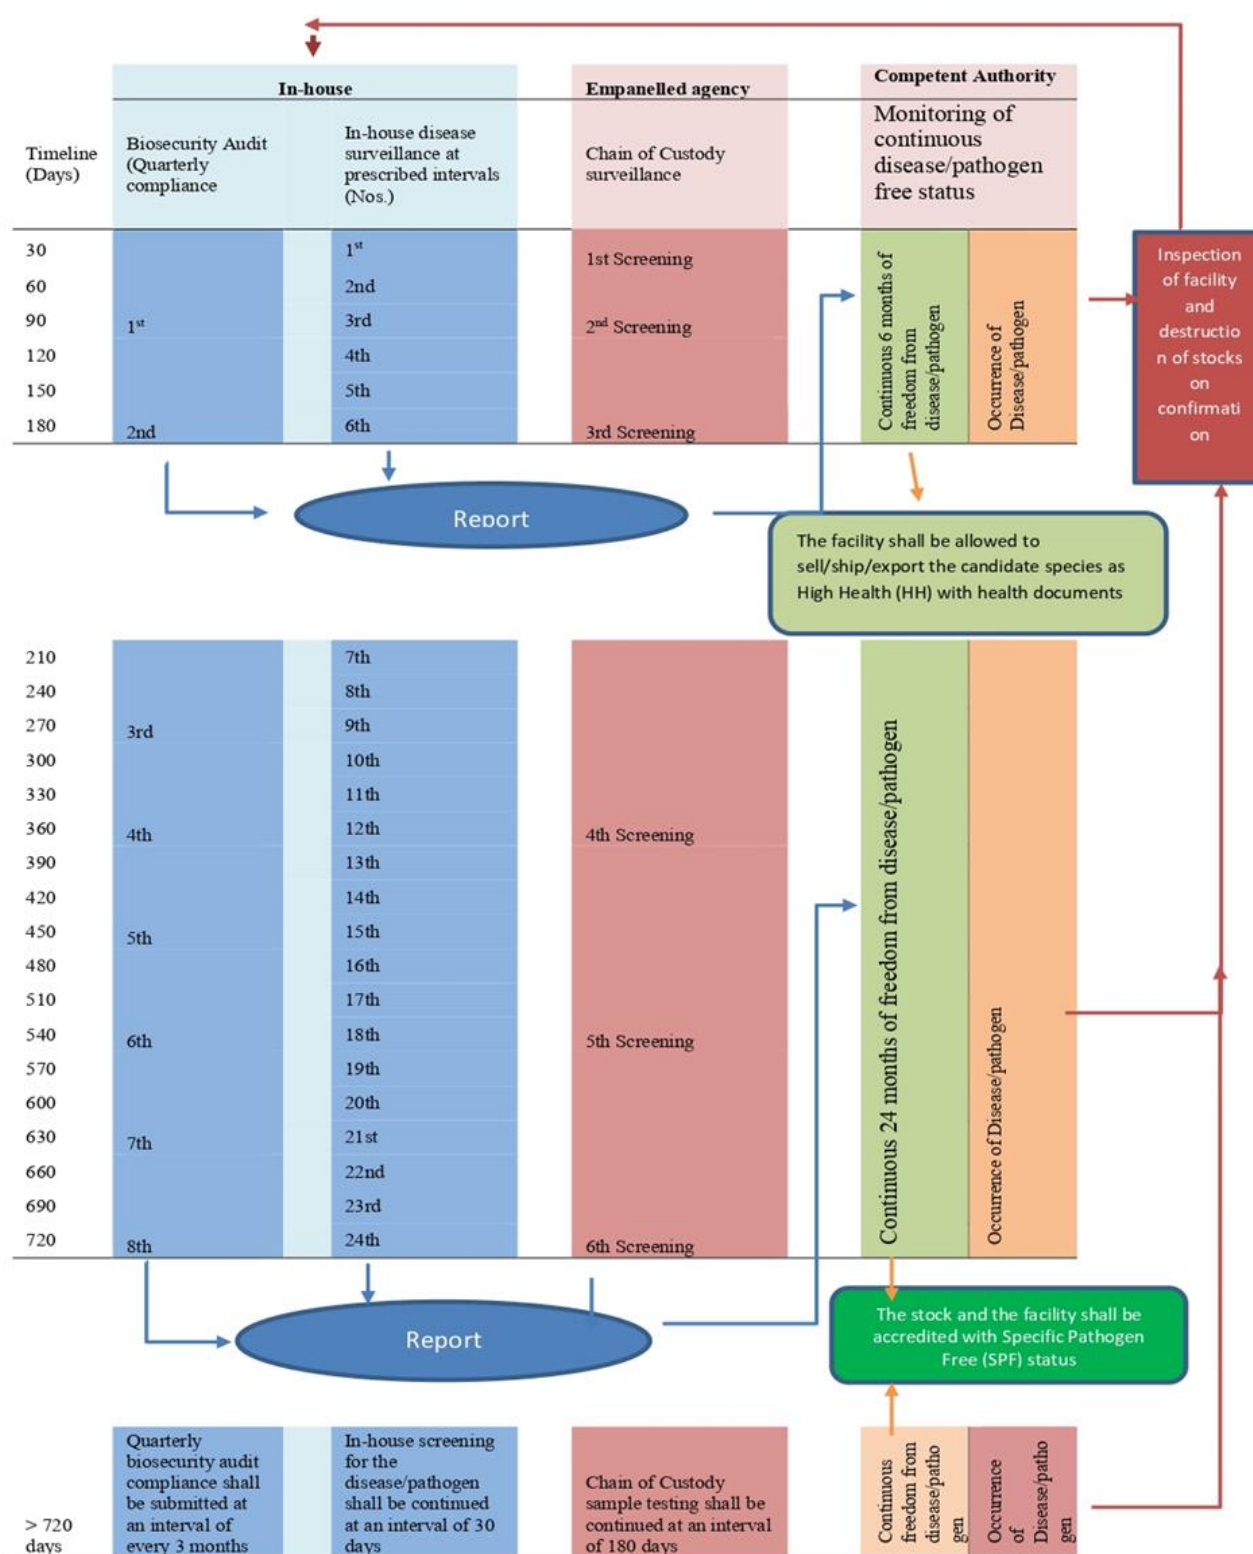 In-house
Empanelled agency
Competent Authority
Timeline
(Days)
Biosecurity Audit
(Quarterly
compliance
In-house disease
surveillance at
prescribed intervals
(Nos.)
Chain of Custody
surveillance
Monitoring of
continuous
disease/pathogen
free status
30
1st
1st Screening
60
2nd
90
1st
3rd
2nd Screening
120
4th
150
5th
180
2nd
6th
3rd Screening
Continuous 6 months of
freedom from
disease/pathogen
Occurrence of
Disease/pathogen
Inspection
of facility
and
destructio
n of stocks
on
confirmati
on
Report
The facility shall be allowed to
sell/ship/export the candidate species as
High Health (HH) with health documents
210
7th
240
8th
270
3rd
9th
300
10th
330
11th
360
4th
12th
4th Screening
390
13th
420
14th
450
5th
15th
480
16th
510
17th
540
6th
18th
5th Screening
570
19th
600
20th
630
7th
21st
660
22nd
690
23rd
720
8th
24th
6th Screening
Continuous 24 months of freedom from disease/pathogen
Occurrence of Disease/pathogen
Report
The stock and the facility shall be
accredited with Specific Pathogen
Free (SPF) status
> 720
days
Quarterly
biosecurity audit
compliance shall
be submitted at
an interval of
every 3 months
In-house screening
for the
disease/pathogen
shall be continued
at an interval of 30
days
Chain of Custody
sample testing shall be
continued at an interval
of 180 days
Continuous
freedom from
disease/patho
gen
Occurrence
of
Disease/patho
gen